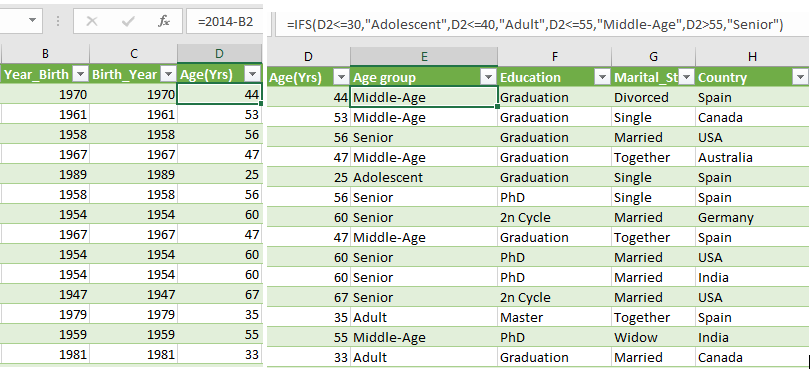 fx =2014-B2
B C D
Year_Birth Birth_Year Age(Yrs)
1970 1970 44
1961 1961 53
1958 1958 56
1967 1967 47
1989 1989 25
1958 1958 56
1954 1954 60
1967 1967 47
1954 1954 60
1954 1954 60
1947 1947 67
1979 1979 35
1959 1959 55
1981 1981 33
=IFS(D2<=30,"Adolescent",D2<=40,"Adult",D2<=55,"Middle-Age",D2>55,"Senior")
D E F G H
Age(Yrs) Age group Education Marital_St Country
44 Middle-Age Graduation Divorced Spain
53 Middle-Age Graduation Single Canada
56 Senior Graduation Married USA
47 Middle-Age Graduation Together Australia
25 Adolescent Graduation Single Spain
56 Senior PhD Single Spain
60 Senior 2n Cycle Married Germany
47 Middle-Age Graduation Together Spain
60 Senior PhD Married USA
60 Senior PhD Married India
67 Senior 2n Cycle Married USA
35 Adult Master Together Spain
55 Middle-Age PhD Widow India
33 Adult Graduation Married Canada